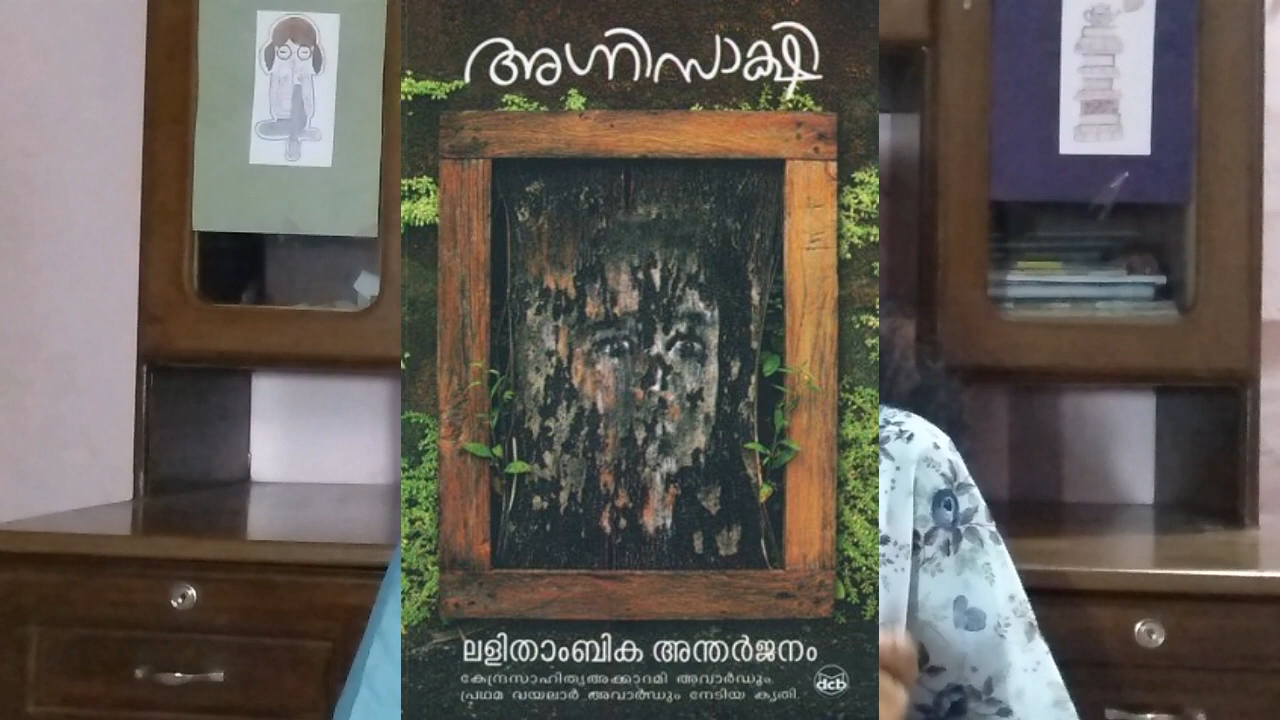 അഗ്നിസാക്ഷി
ലളിതാംബിക അന്തർജനം
കേന്ദ്രസാഹിത്യഅക്കാദമി അവാർഡും
പ്രഥമ വയലാർ അവാർഡും നേടിയ കൃതി.
dcb